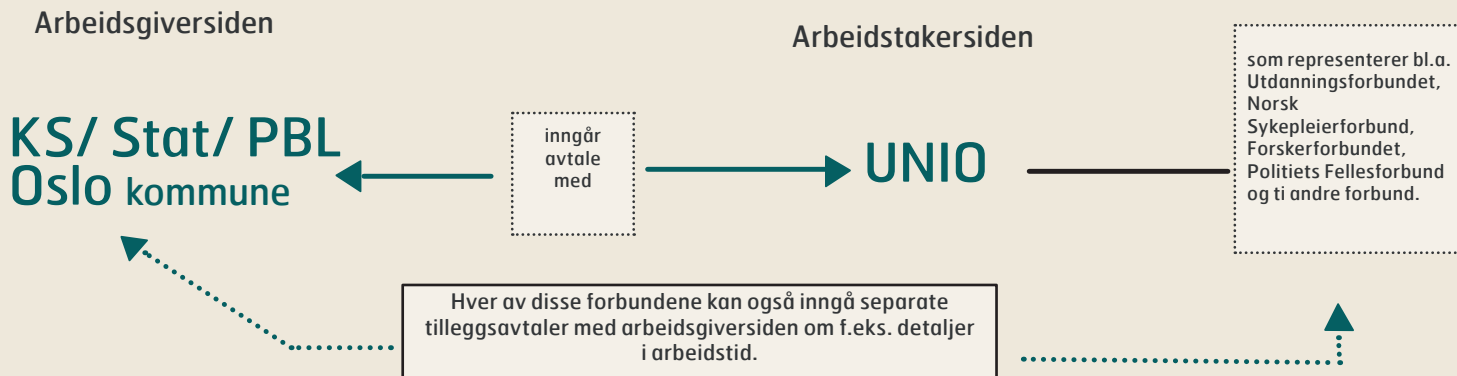 Arbeidsgiversiden
Arbeidstakersiden
KS/ Stat/ PBL
Oslo kommune
inngår
avtale
med
UNIO
som representerer bl.a.
Utdanningsforbundet,
Norsk
Sykepleierforbund,
Forskerforbundet,
Politiets Fellesforbund
og ti andre forbund.
Hver av disse forbundene kan også inngå separate
tilleggsavtaler med arbeidsgiversiden om f.eks. detaljer
i arbeidstid.